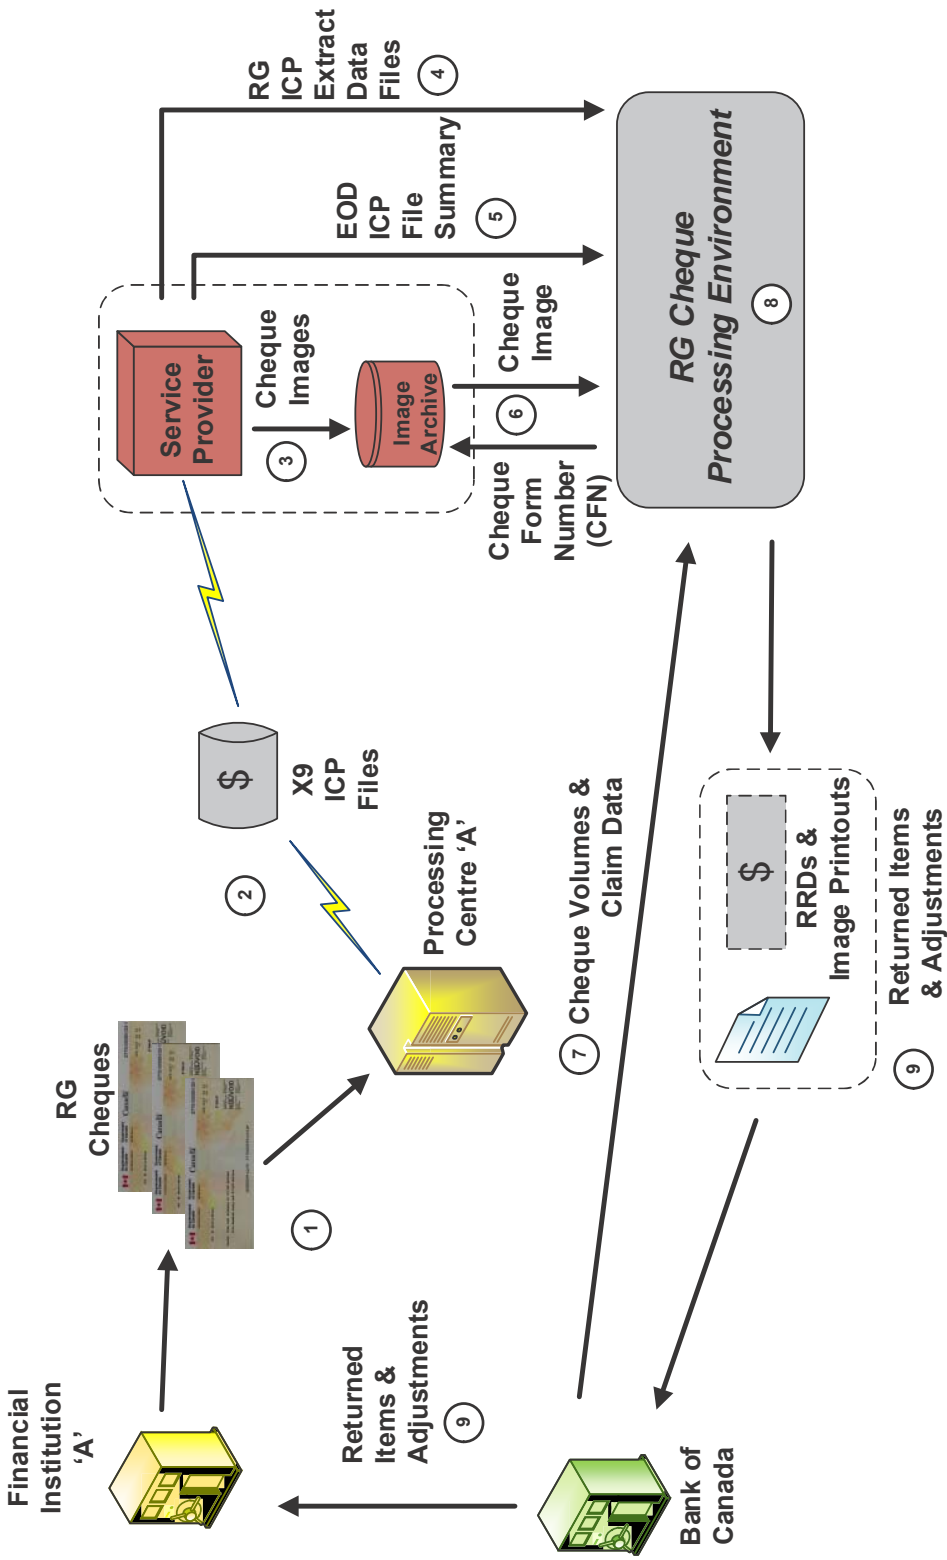 Financial
Institution
‘A’
RG
Cheques
1
Returned
Items &
Adjustments
9
Bank of
Canada
Processing
Centre ‘A’
2
$
X9
ICP
Files
Service
Provider
Cheque
Images
3
Image
Archive
RG
ICP
Extract
Data
Files
4
EOD
ICP
File
Summary
5
Cheque
Image
6
Cheque
Form
Number
(CFN)
7
Cheque Volumes &
Claim Data
RG Cheque
Processing Environment
8
$
RRDs &
Image Printouts
Returned Items
& Adjustments
9
Canada
Canada
Canada